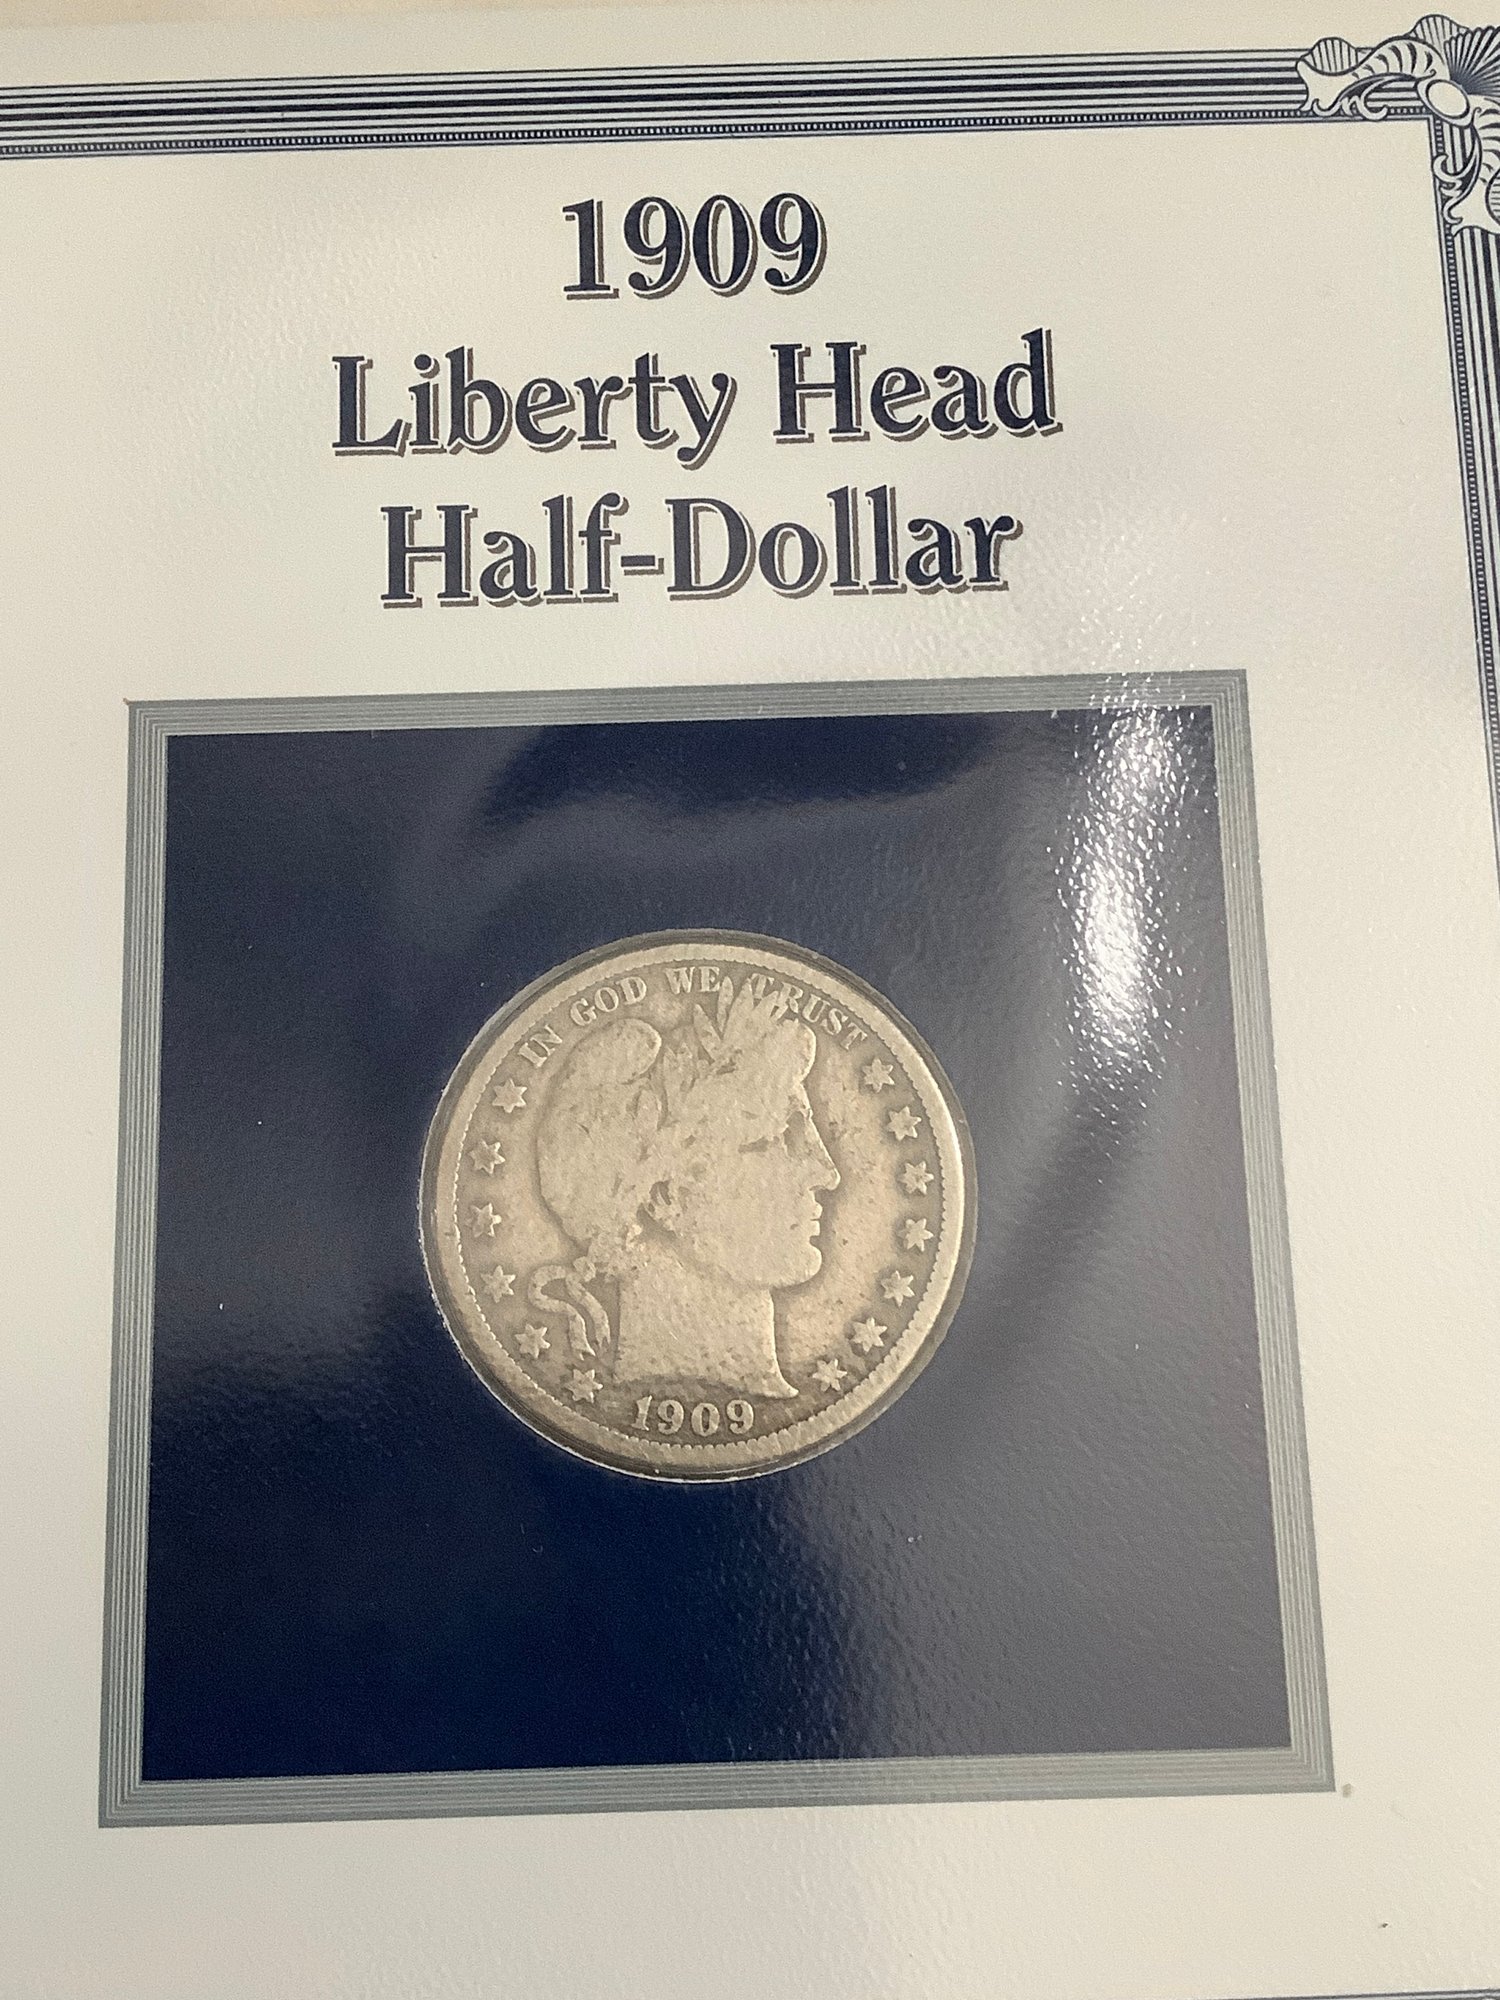 1909
Liberty Head
Half-Dollar
IN GOD WE TRUST
1909